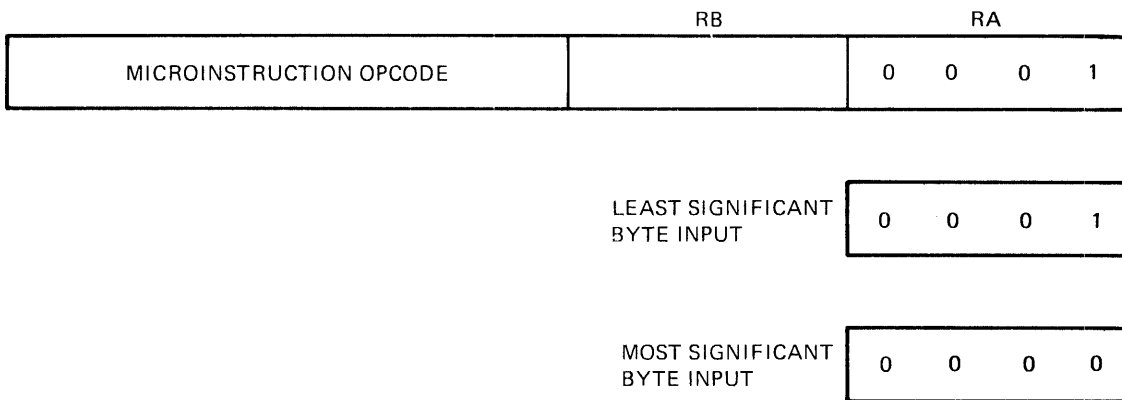 RB RA
MICROINSTRUCTION OPCODE 0 0 0 1
LEAST SIGNIFICANT
BYTE INPUT 0 0 0 1
MOST SIGNIFICANT
BYTE INPUT 0 0 0 0